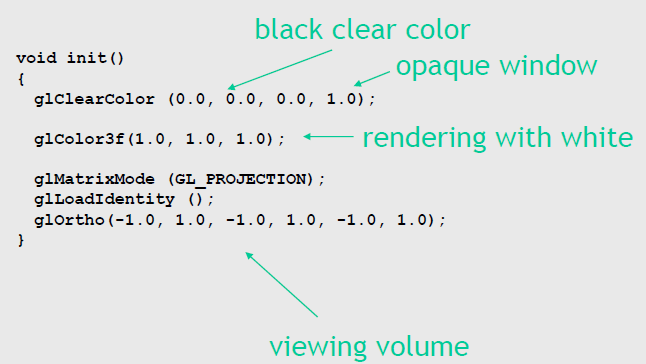 black clear color
void init()
opaque window
{
glClearColor (0.0, 0.0, 0.0, 1.0);
glColor3f(1.0, 1.0, 1.0);
rendering with white
glMatrixMode (GL_PROJECTION);
glLoadIdentity ();
glOrtho(-1.0, 1.0, -1.0, 1.0, -1.0, 1.0);
}
viewing volume